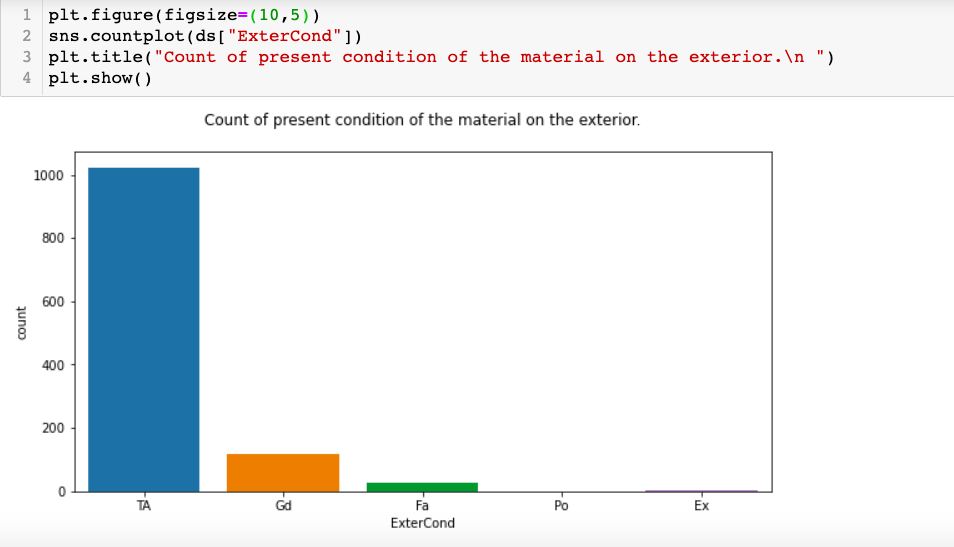 1 plt.figure(figsize=(10,5))
2 sns.countplot(ds["ExterCond"])
3 plt.title("Count of present condition of the material on the exterior.\n ")
4 plt.show()
Count of present condition of the material on the exterior.
1000
800
600
400
200
0
count
TA Gd Fa Po Ex
ExterCond